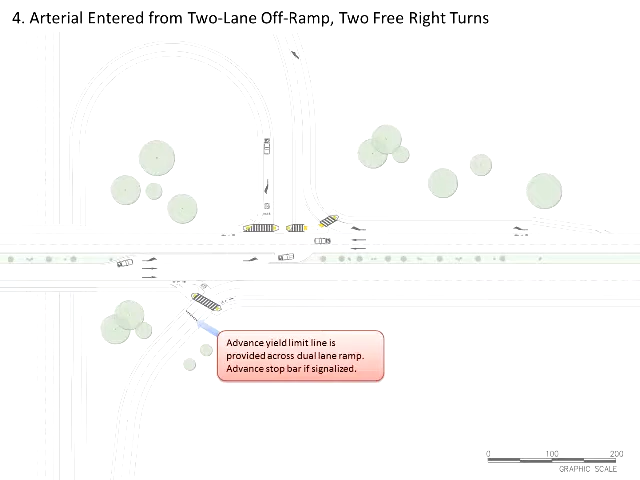 4. Arterial Entered from Two-Lane Off-Ramp, Two Free Right Turns
Advance yield limit line is
provided across dual lane ramp.
Advance stop bar if signalized.
0 100 200
GRAPHIC SCALE